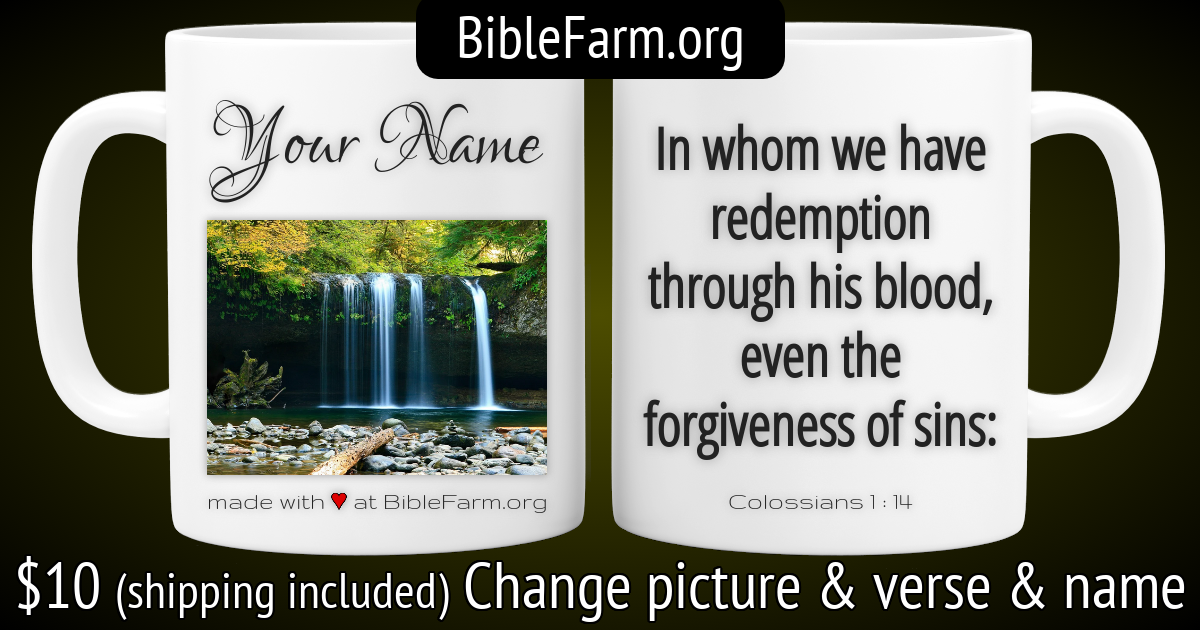 BibleFarm.org
Your Name
made with ♥ at BibleFarm.org
In whom we have
redemption
through his blood,
even the
forgiveness of sins:
Colossians 1 : 14
$10 (shipping included) Change picture & verse & name